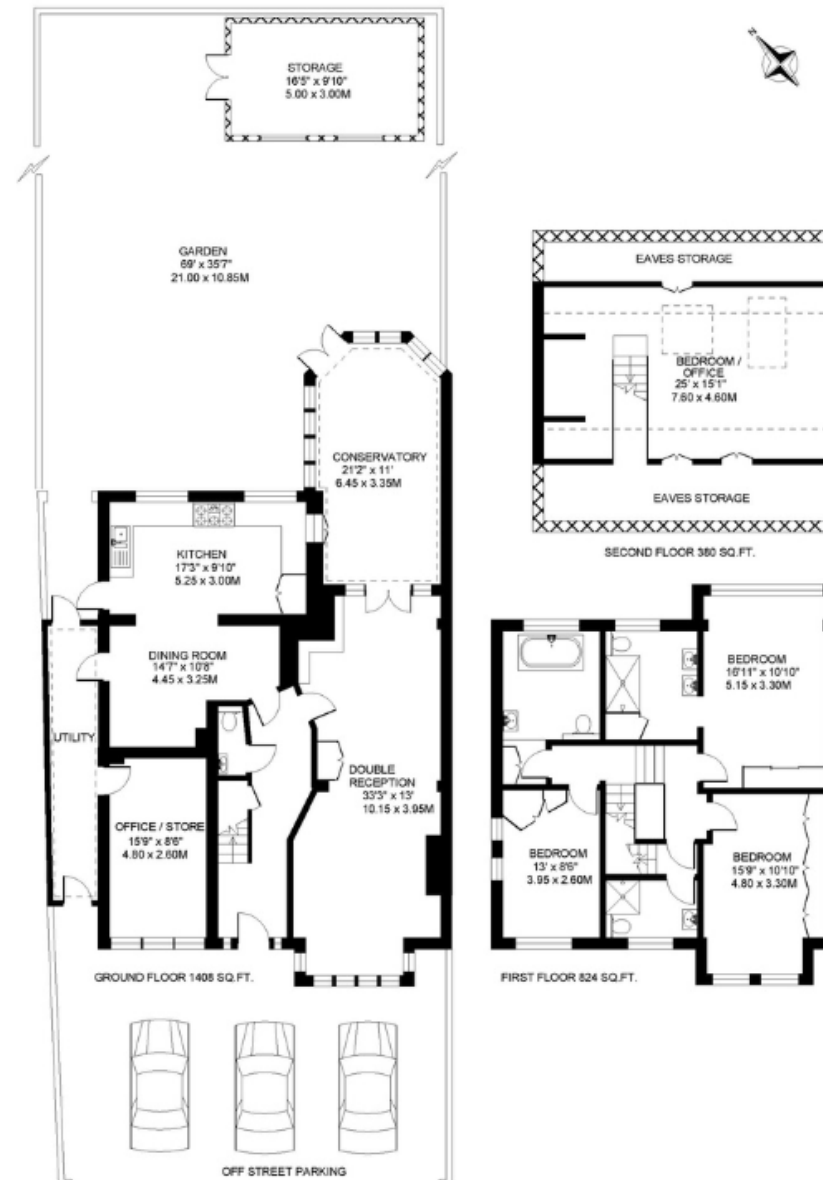 N
STORAGE
16'5" x 9'10"
5.00 x 3.00M
GARDEN
69' x 35'7"
21.00 x 10.85M
CONSERVATORY
21'2" x 11'
6.45 x 3.35M
KITCHEN
17'3" x 9'10"
5.25 x 3.00M
DINING ROOM
14'7" x 10'8"
4.45 x 3.25M
UTILITY
DOUBLE
RECEPTION
33'3" x 13'
10.15 x 3.95M
OFFICE / STORE
15'9" x 8'6"
4.80 x 2.60M
GROUND FLOOR 1408 SQ.FT.
OFF STREET PARKING
EAVES STORAGE
BEDROOM /
OFFICE
25' x 15'1"
7.60 x 4.60M
EAVES STORAGE
SECOND FLOOR 380 SQ.FT.
BEDROOM
16'11" x 10'10"
5.15 x 3.30M
BEDROOM
13' x 8'6"
3.95 x 2.60M
BEDROOM
15'9" x 10'10"
4.80 x 3.30M
FIRST FLOOR 824 SQ.FT.